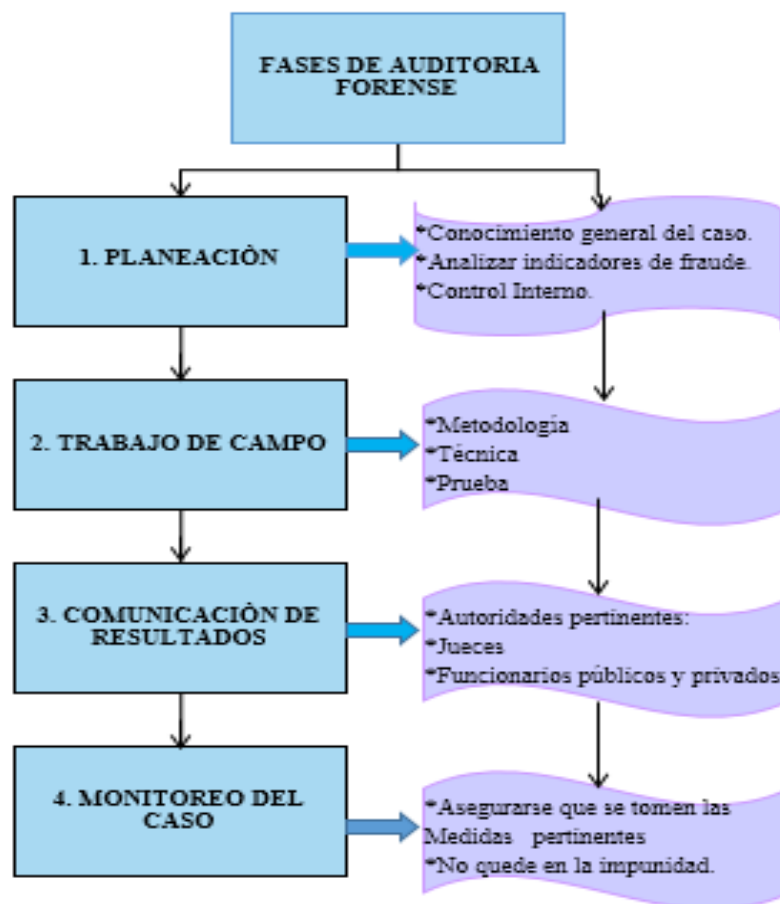 FASES DE AUDITORIA
FORENSE
1. PLANEACIÒN
*Conocimiento general del caso.
*Analizar indicadores de fraude.
*Control Interno.
2. TRABAJO DE CAMPO
*Metodología
*Técnica
*Prueba
3. COMUNICACIÒN DE
RESULTADOS
*Autoridades pertinentes:
*Jueces
*Funcionarios públicos y privados
4. MONITOREO DEL
CASO
*Asegurarse que se tomen las
Medidas pertinentes
*No quede en la impunidad.